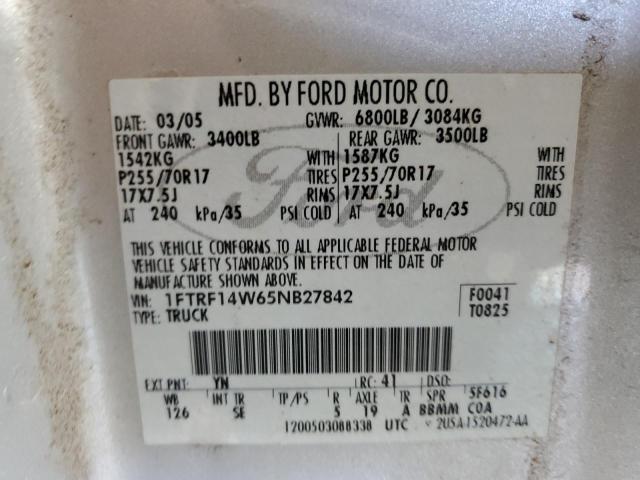 MFD. BY FORD MOTOR CO.
DATE: 03/05 GVWR: 6800LB/ 3084KG
FRONT GAWR: 3400LB REAR GAWR: 3500LB
1542KG WITH 1587KG WITH
P255/70R17 TIRES P255/70R17 TIRES
17X7.5J RIMS 17X7.5J RIMS
AT 240 kPa/35 PSI COLD AT 240 kPa/35 PSI COLD
Ford
THIS VEHICLE CONFORMS TO ALL APPLICABLE FEDERAL MOTOR
VEHICLE SAFETY STANDARDS IN EFFECT ON THE DATE OF
MANUFACTURE SHOWN ABOVE.
VIN: 1FTRF14W65NB27842 F0041
TYPE: TRUCK T0825
EXT PNT: YN RC: 41 DSO:
WB INT TR TP/PS R AXLE TR SPR 5F616
126 SE 5 19 A BBMM COA
1200503088338 UTC 2USA1520472-AA